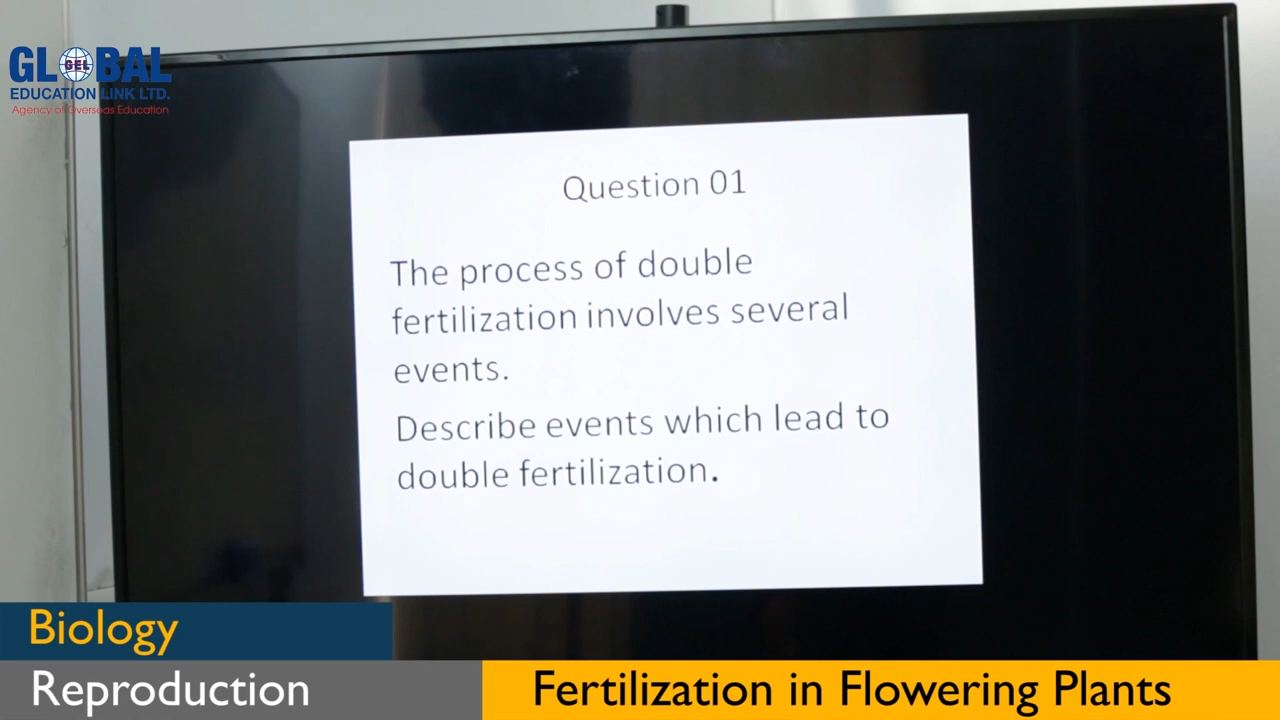 GLOBAL
GEL
EDUCATION LINK LTD.
Agency of Overseas Education
Question 01
The process of double
fertilization involves several
events.
Describe events which lead to
double fertilization.
Biology
Reproduction
Fertilization in Flowering Plants